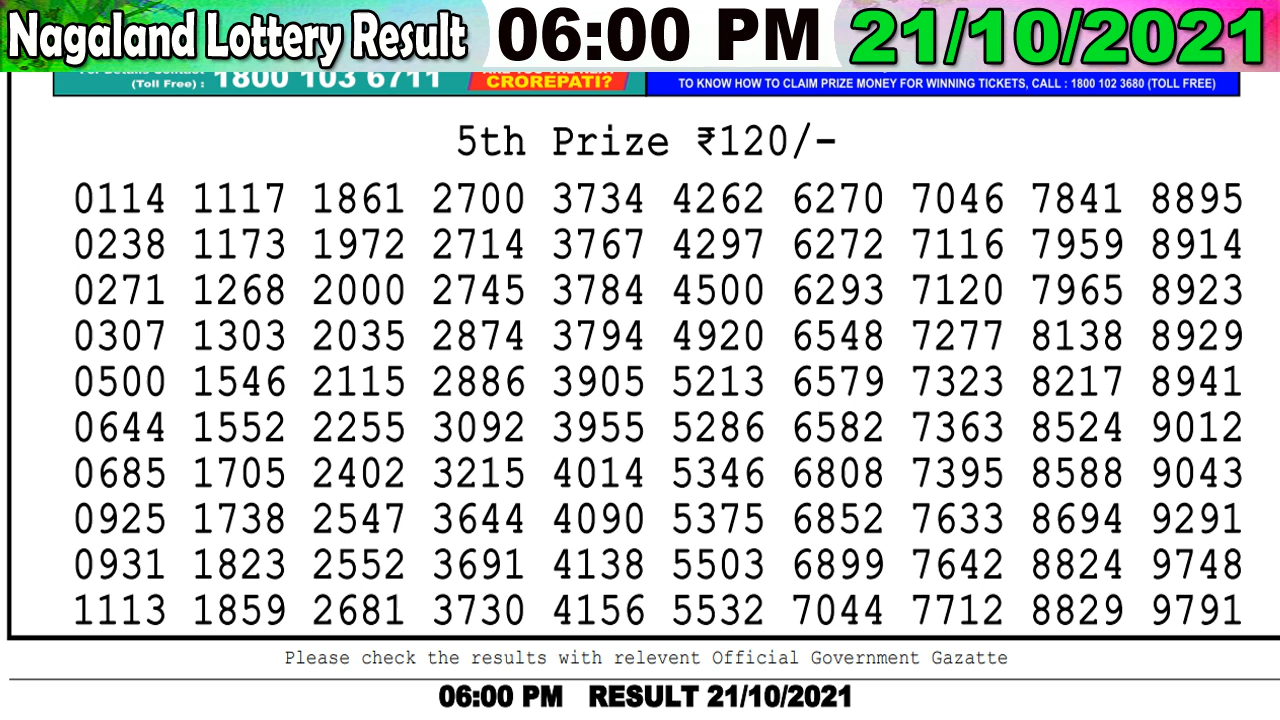 Nagaland Lottery Result 06:00 PM 21/10/2021
(Toll Free) : 1800 103 6711 CROREPATI? TO KNOW HOW TO CLAIM PRIZE MONEY FOR WINNING TICKETS, CALL : 1800 102 3680 (TOLL FREE)
5th Prize ₹120/-
0114 1117 1861 2700 3734 4262 6270 7046 7841 8895
0238 1173 1972 2714 3767 4297 6272 7116 7959 8914
0271 1268 2000 2745 3784 4500 6293 7120 7965 8923
0307 1303 2035 2874 3794 4920 6548 7277 8138 8929
0500 1546 2115 2886 3905 5213 6579 7323 8217 8941
0644 1552 2255 3092 3955 5286 6582 7363 8524 9012
0685 1705 2402 3215 4014 5346 6808 7395 8588 9043
0925 1738 2547 3644 4090 5375 6852 7633 8694 9291
0931 1823 2552 3691 4138 5503 6899 7642 8824 9748
1113 1859 2681 3730 4156 5532 7044 7712 8829 9791
Please check the results with relevent Official Government Gazatte
06:00 PM RESULT 21/10/2021